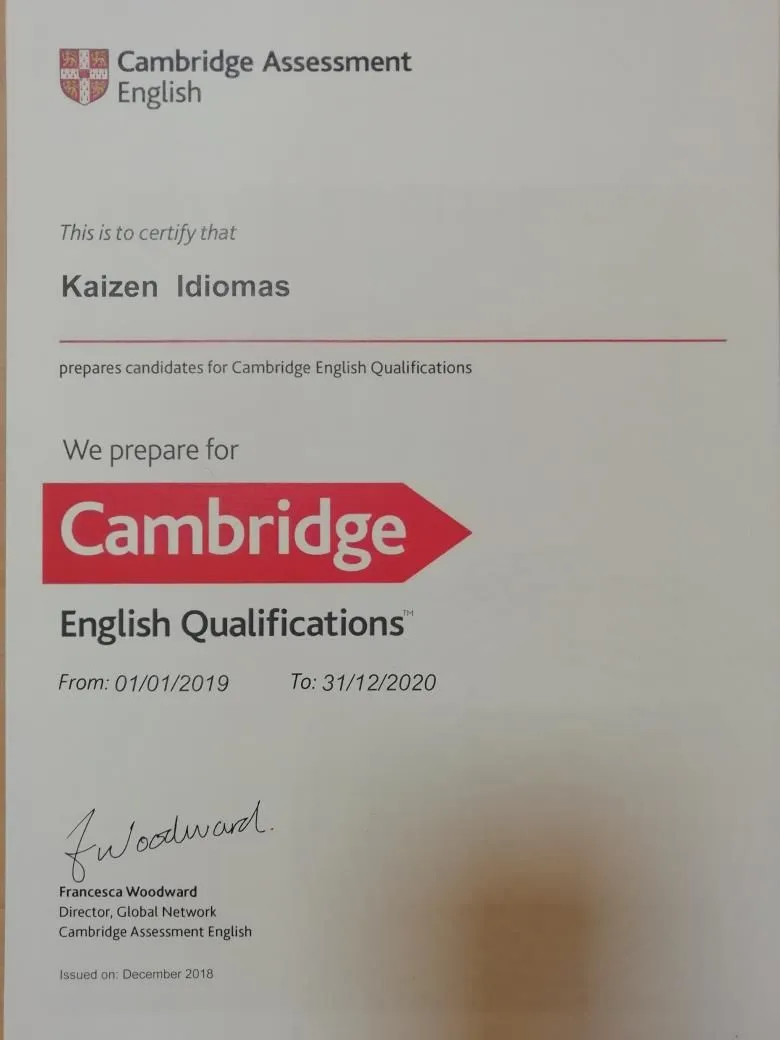 Cambridge Assessment
English
This is to certify that
Kaizen Idiomas
prepares candidates for Cambridge English Qualifications
We prepare for
Cambridge
English Qualifications™
From: 01/01/2019 To: 31/12/2020
FWoodward.
Francesca Woodward
Director, Global Network
Cambridge Assessment English
Issued on: December 2018